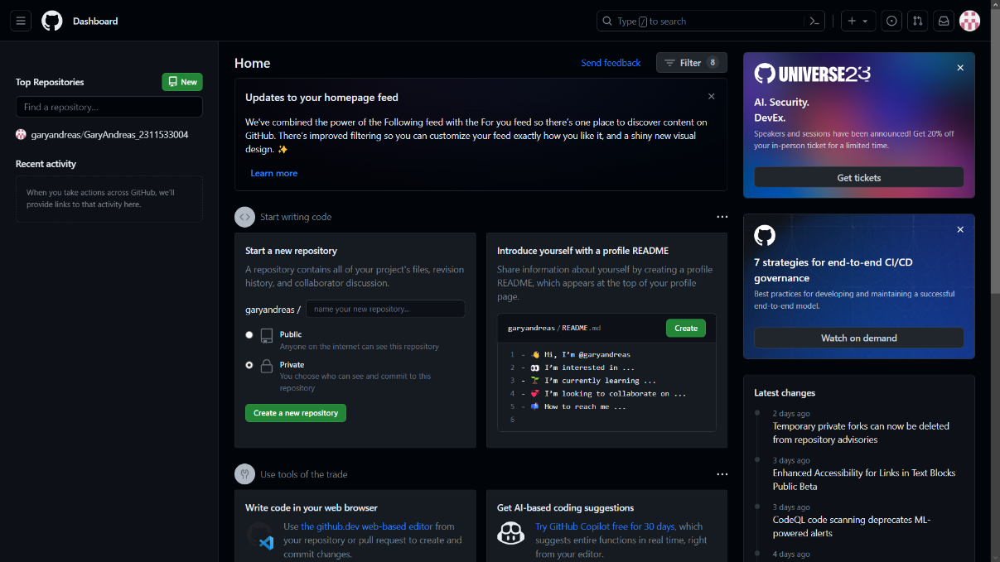 Dashboard
Type / to search
Top Repositories
New
Find a repository...
garyandreas/GaryAndreas_2311533004
Recent activity
When you take actions across GitHub, we'll
provide links to that activity here.
Home
Send feedback
Filter 8
Updates to your homepage feed
We've combined the power of the Following feed with the For you feed so there's one place to discover content on
GitHub. There's improved filtering so you can customize your feed exactly how you like it, and a shiny new visual
design. ✨
Learn more
Start writing code
Start a new repository
A repository contains all of your project's files, revision
history, and collaborator discussion.
garyandreas /
name your new repository...
Public
Anyone on the internet can see this repository
Private
You choose who can see and commit to this
repository
Create a new repository
Introduce yourself with a profile README
Share information about yourself by creating a profile
README, which appears at the top of your profile
page.
garyandreas / README.md
Create
1 - 👋 Hi, I'm @garyandreas
2 - 👀 I'm interested in ...
3 - 🌱 I'm currently learning ...
4 - 💞️ I'm looking to collaborate on ...
5 - 📫 How to reach me ...
6
Use tools of the trade
Write code in your web browser
Use the github.dev web-based editor from
your repository or pull request to create and
commit changes.
Get AI-based coding suggestions
Try GitHub Copilot free for 30 days, which
suggests entire functions in real time, right
from your editor.
UNIVERSE23
AI. Security.
DevEx.
Speakers and sessions have been announced! Get 20% off
your in-person ticket for a limited time.
Get tickets
7 strategies for end-to-end CI/CD
governance
Best practices for developing and maintaining a successful
end-to-end model.
Watch on demand
Latest changes
2 days ago
Temporary private forks can now be deleted
from repository advisories
3 days ago
Enhanced Accessibility for Links in Text Blocks
Public Beta
3 days ago
CodeQL code scanning deprecates ML-
powered alerts
4 days ago